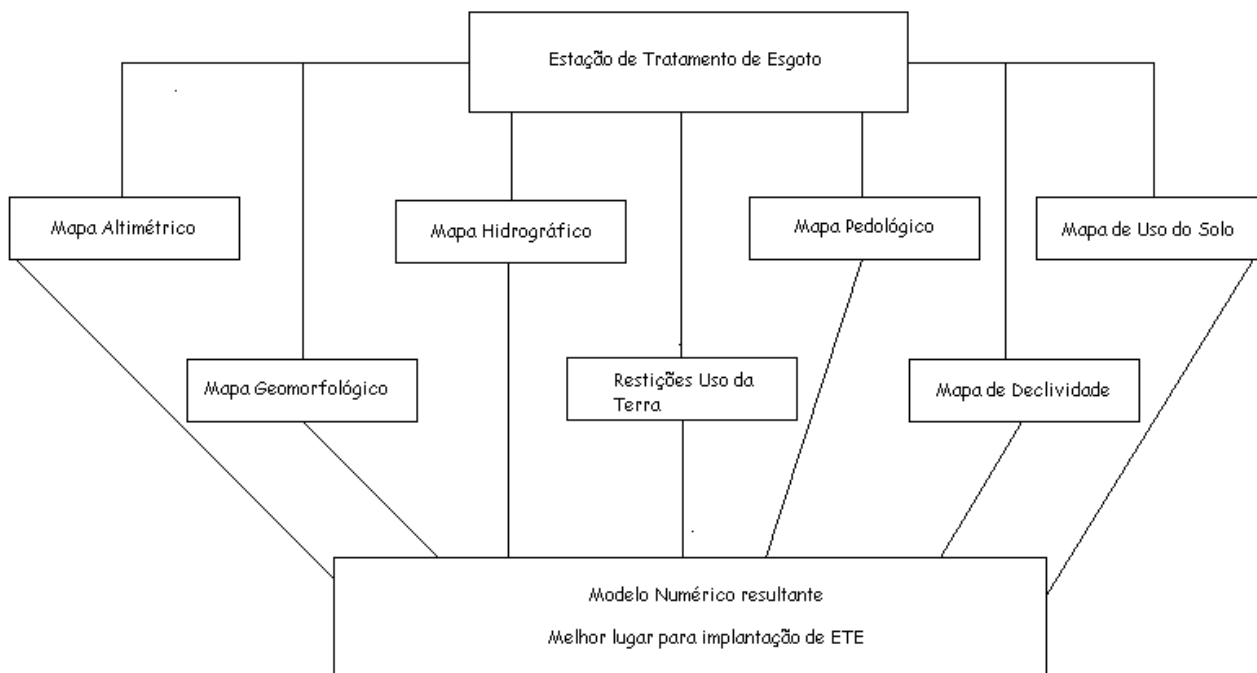 Estação de Tratamento de Esgoto
Mapa Altimétrico
Mapa Hidrográfico
Mapa Pedológico
Mapa de Uso do Solo
Mapa Geomorfológico
Restições Uso da
Terra
Mapa de Declividade
Modelo Numérico resultante
Melhor lugar para implantação de ETE